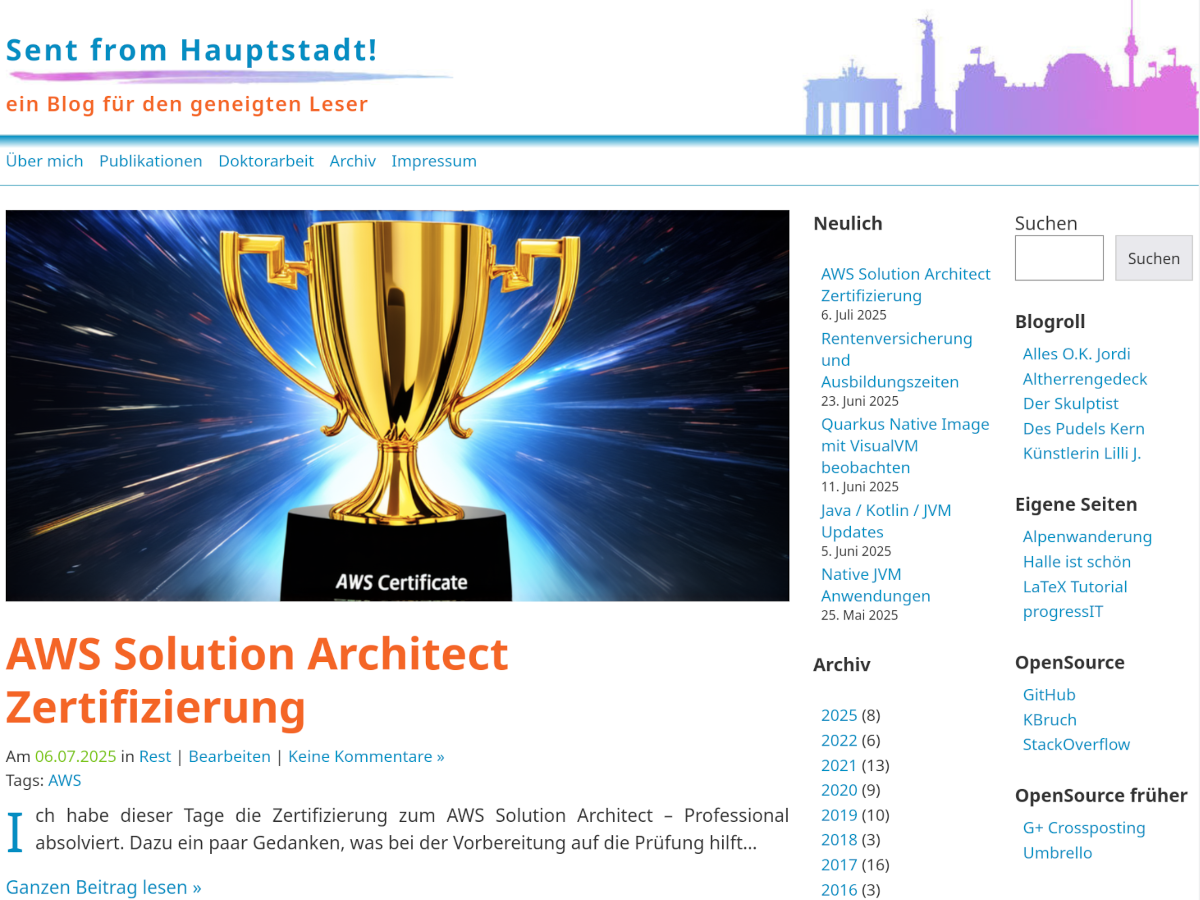 Sent from Hauptstadt!
ein Blog für den geneigten Leser
Über mich Publikationen Doktorarbeit Archiv Impressum
AWS Certificate
AWS Solution Architect
Zertifizierung
Am 06.07.2025 in Rest | Bearbeiten | Keine Kommentare »
Tags: AWS
Ich habe dieser Tage die Zertifizierung zum AWS Solution Architect – Professional
absolviert. Dazu ein paar Gedanken, was bei der Vorbereitung auf die Prüfung hilft…
Ganzen Beitrag lesen »
Neulich
AWS Solution Architect
Zertifizierung
6. Juli 2025
Rentenversicherung
und
Ausbildungszeiten
23. Juni 2025
Quarkus Native Image
mit VisualVM
beobachten
11. Juni 2025
Java / Kotlin / JVM
Updates
5. Juni 2025
Native JVM
Anwendungen
25. Mai 2025
Archiv
2025 (8)
2022 (6)
2021 (13)
2020 (9)
2019 (10)
2018 (3)
2017 (16)
2016 (3)
Suchen
Suchen
Blogroll
Alles O.K. Jordi
Altherrengedeck
Der Skulptist
Des Pudels Kern
Künstlerin Lilli J.
Eigene Seiten
Alpenwanderung
Halle ist schön
LaTeX Tutorial
progressIT
OpenSource
GitHub
KBruch
StackOverflow
OpenSource früher
G+ Crossposting
Umbrello